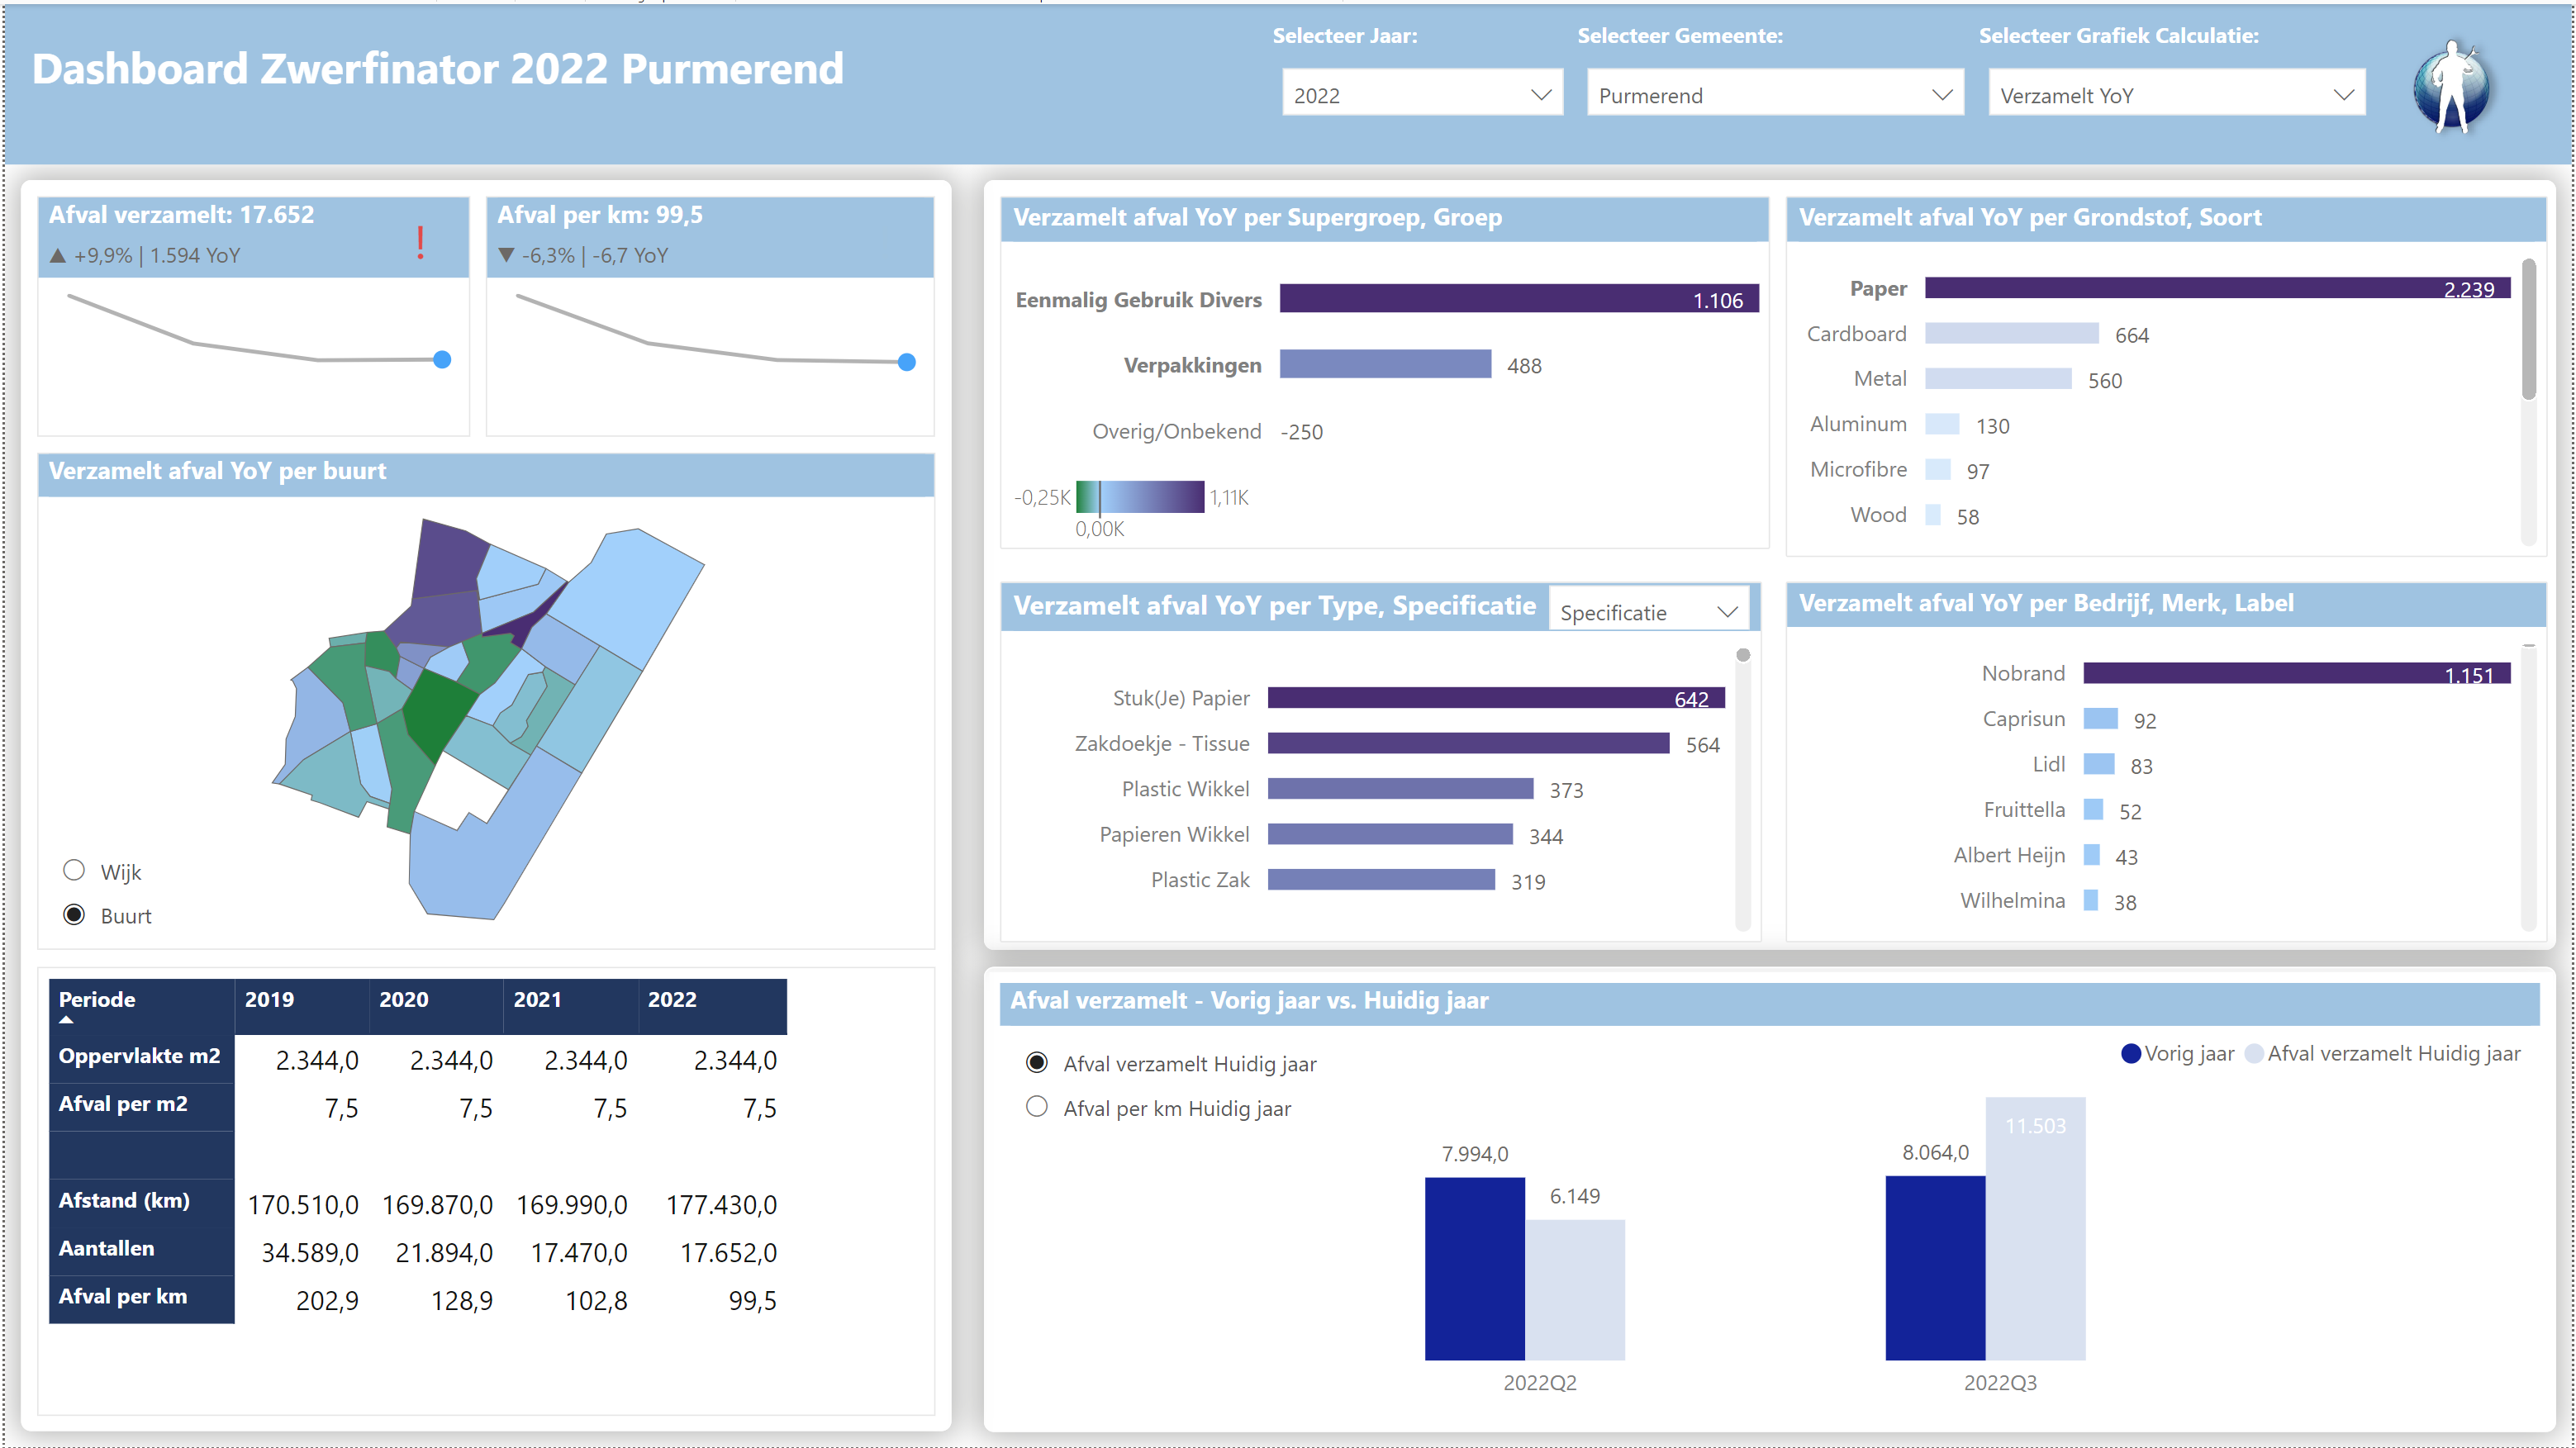 Dashboard Zwerfinator 2022 Purmerend
Selecteer Jaar:
2022
Selecteer Gemeente:
Purmerend
Selecteer Grafiek Calculatie:
Verzamelt YoY
Afval verzamelt: 17.652
▲ +9,9% | 1.594 YoY
❗
Afval per km: 99,5
▼ -6,3% | -6,7 YoY
Verzamelt afval YoY per buurt
Wijk
Buurt
Periode 2019 2020 2021 2022
Oppervlakte m2 2.344,0 2.344,0 2.344,0 2.344,0
Afval per m2 7,5 7,5 7,5 7,5
Afstand (km) 170.510,0 169.870,0 169.990,0 177.430,0
Aantallen 34.589,0 21.894,0 17.470,0 17.652,0
Afval per km 202,9 128,9 102,8 99,5
Verzamelt afval YoY per Supergroep, Groep
Eenmalig Gebruik Divers 1.106
Verpakkingen 488
Overig/Onbekend -250
-0,25K 1,11K
0,00K
Verzamelt afval YoY per Grondstof, Soort
Paper 2.239
Cardboard 664
Metal 560
Aluminum 130
Microfibre 97
Wood 58
Verzamelt afval YoY per Type, Specificatie
Specificatie
Stuk(Je) Papier 642
Zakdoekje - Tissue 564
Plastic Wikkel 373
Papieren Wikkel 344
Plastic Zak 319
Verzamelt afval YoY per Bedrijf, Merk, Label
Nobrand 1.151
Caprisun 92
Lidl 83
Fruittella 52
Albert Heijn 43
Wilhelmina 38
Afval verzamelt - Vorig jaar vs. Huidig jaar
Afval verzamelt Huidig jaar
Afval per km Huidig jaar
Vorig jaar Afval verzamelt Huidig jaar
7.994,0 6.149 8.064,0 11.503
2022Q2 2022Q3